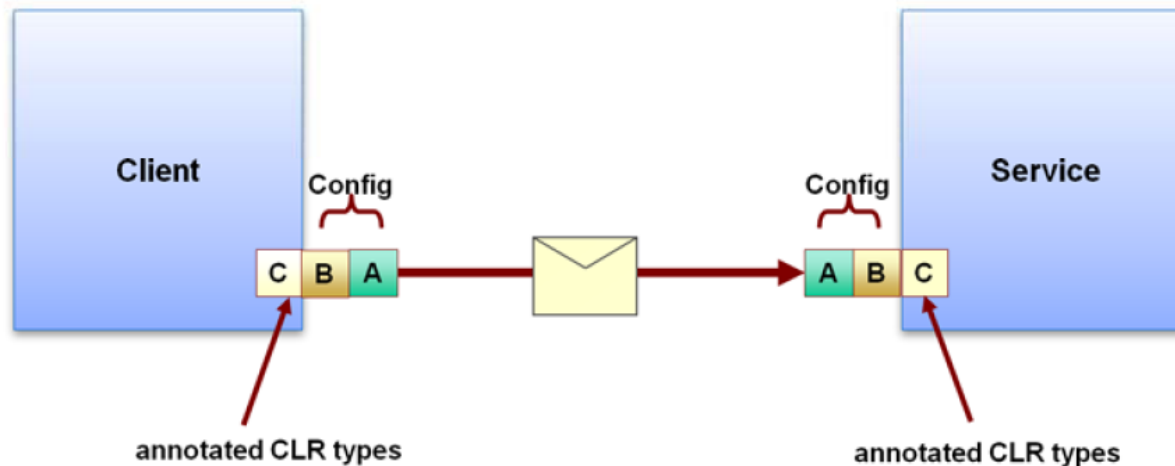 Client
Service
Config
Config
C B A
A B C
annotated CLR types
annotated CLR types